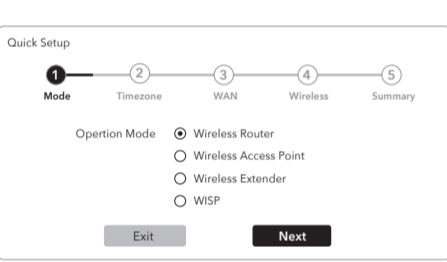 Quick Setup
1 2 3 4 5
Mode Timezone WAN Wireless Summary
Opertion Mode Wireless Router
Wireless Access Point
Wireless Extender
WISP
Exit Next